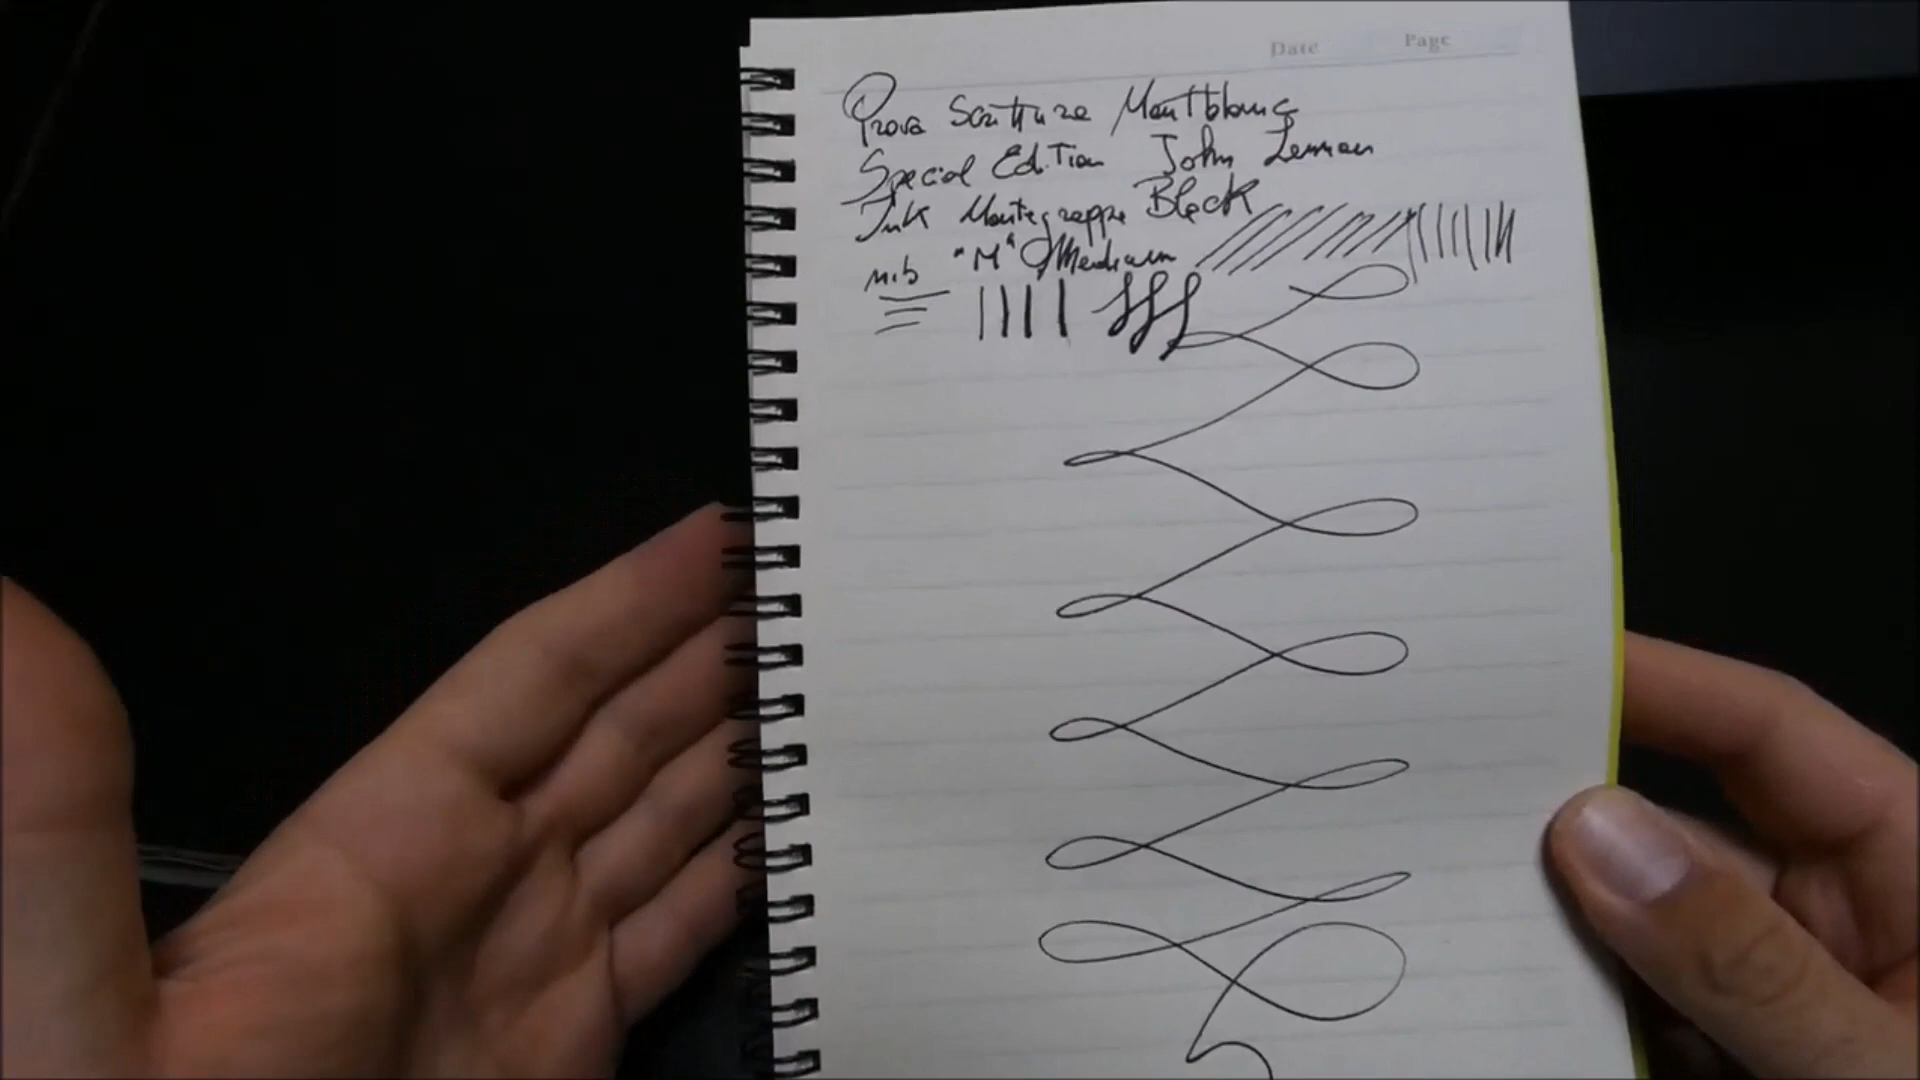 Date Page
Prova Scrittura Montblanc
Special Edition John Lennon
Ink Montegrappa Black
nib "M" Medium